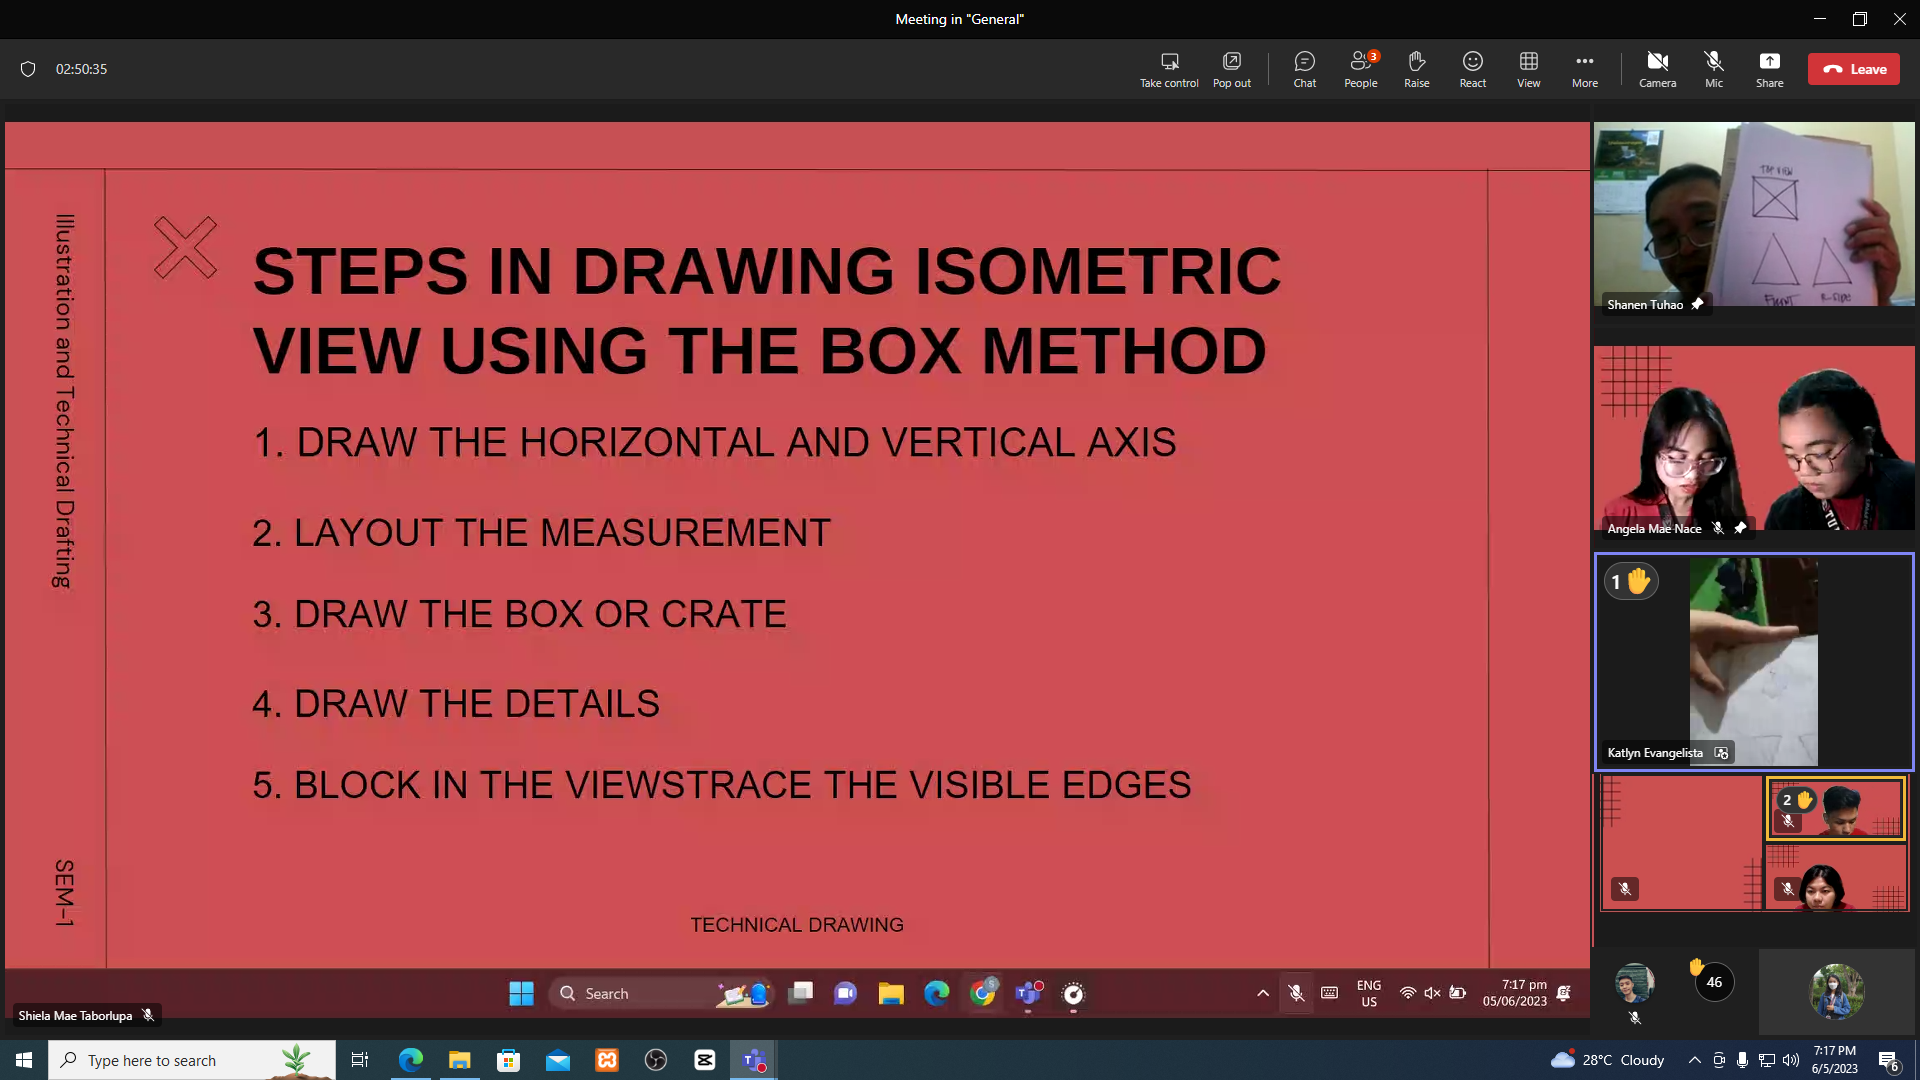 Meeting in "General"
02:50:35
Take control
Pop out
Chat
3
People
Raise
React
View
More
Camera
Mic
Share
Leave
Illustration and Technical Drafting
SEM-1
STEPS IN DRAWING ISOMETRIC
VIEW USING THE BOX METHOD
1. DRAW THE HORIZONTAL AND VERTICAL AXIS
2. LAYOUT THE MEASUREMENT
3. DRAW THE BOX OR CRATE
4. DRAW THE DETAILS
5. BLOCK IN THE VIEWSTRACE THE VISIBLE EDGES
TECHNICAL DRAWING
TOP VIEW
Shanen Tuhao
Angela Mae Nace
1
Katlyn Evangelista
2
46
Search
ENG
US
7:17 pm
05/06/2023
Shiela Mae Taborlupa
Type here to search
28°C Cloudy
7:17 PM
6/5/2023
6